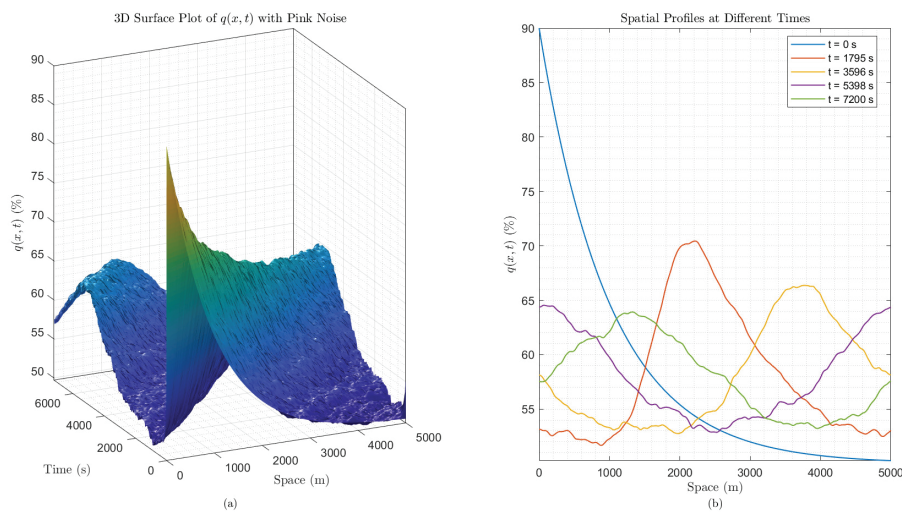 3D Surface Plot of q(x, t) with Pink Noise
90
85
80
75
70
65
60
55
50
q(x, t) (%)
6000
4000
2000
0
Time (s)
0
1000
2000
3000
4000
5000
Space (m)
(a)
Spatial Profiles at Different Times
90
85
80
75
70
65
60
55
q(x, t) (%)
t = 0 s
t = 1795 s
t = 3596 s
t = 5398 s
t = 7200 s
0
1000
2000
3000
4000
5000
Space (m)
(b)